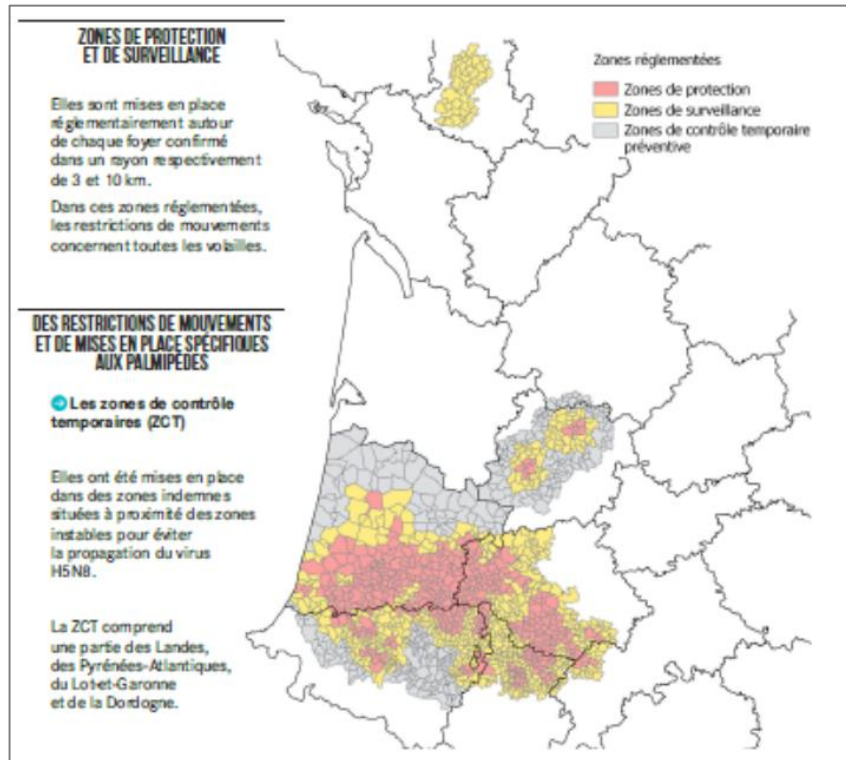 ZONES DE PROTECTION
ET DE SURVEILLANCE
Elles sont mises en place
réglementairement autour
de chaque foyer confirmé
dans un rayon respectivement
de 3 et 10 km.
Dans ces zones réglementées,
les restrictions de mouvements
concernent toutes les volailles.
DES RESTRICTIONS DE MOUVEMENTS
ET DE MISES EN PLACE SPÉCIFIQUES
AUX PALMIPÈDES
Les zones de contrôle
temporaires (ZCT)
Elles ont été mises en place
dans des zones indemnes
situées à proximité des zones
instables pour éviter
la propagation du virus
H5N8.
La ZCT comprend
une partie des Landes,
des Pyrénées-Atlantiques,
du Lot-et-Garonne
et de la Dordogne.
Zones réglementées
Zones de protection
Zones de surveillance
Zones de contrôle temporaire
préventive